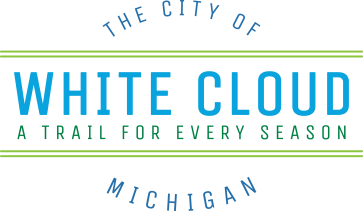 THE CITY OF
WHITE CLOUD
A TRAIL FOR EVERY SEASON
MICHIGAN